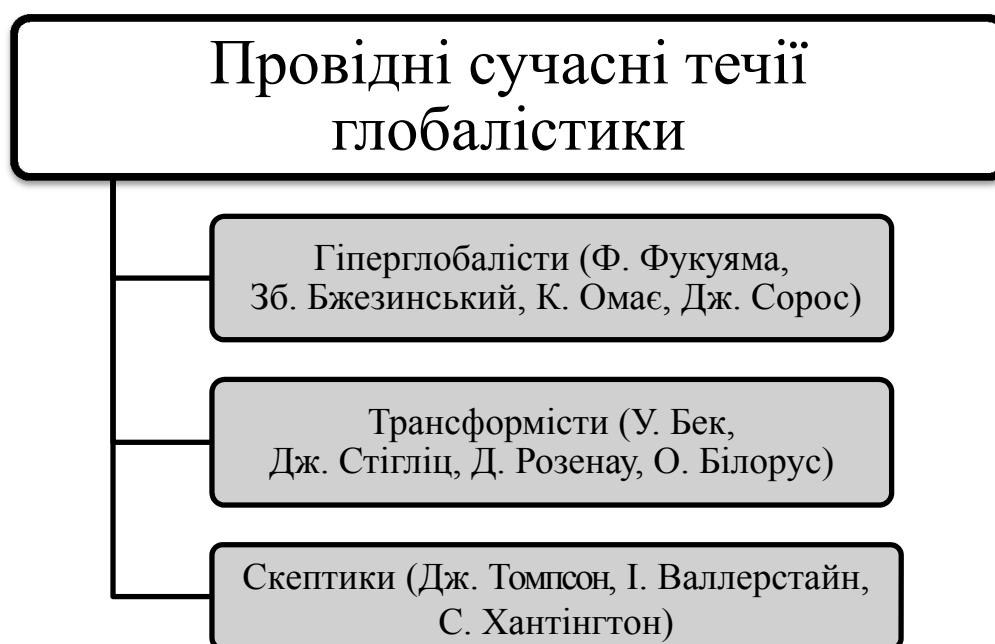 Провідні сучасні течії
глобалістики
Гіперглобалісти (Ф. Фукуяма,
Зб. Бжезинський, К. Омає, Дж. Сорос)
Трансформісти (У. Бек,
Дж. Стігліц, Д. Розенау, О. Білорус)
Скептики (Дж. Томпсон, І. Валлерстайн,
С. Хантінгтон)